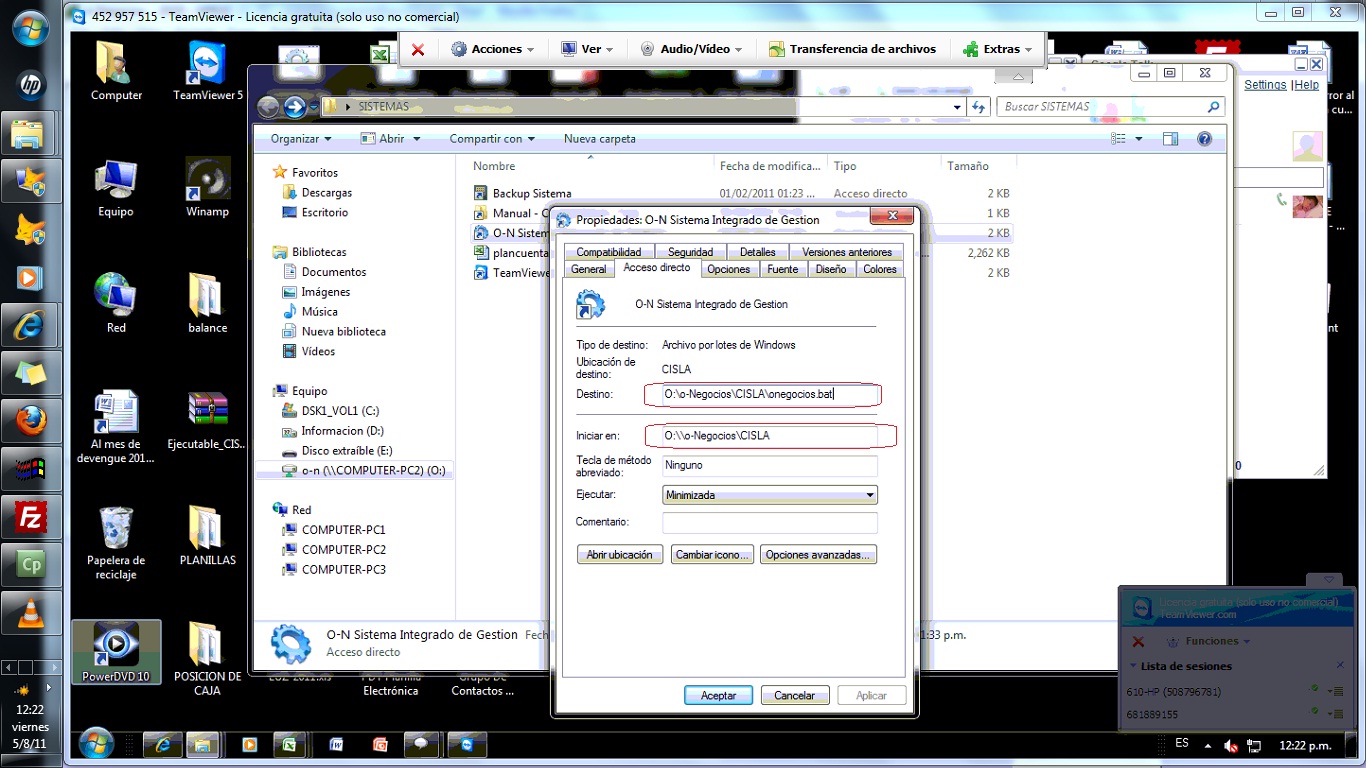 452 957 515 - TeamViewer - Licencia gratuita (solo uso no comercial)
Acciones
Ver
Audio/Vídeo
Transferencia de archivos
Extras
Computer
TeamViewer 5
Equipo
Winamp
Red
balance
Al mes de
devengue 201...
Ejecutable_CIS...
Papelera de
reciclaje
PLANILLAS
PowerDVD 10
POSICION DE
CAJA
SISTEMAS
Buscar SISTEMAS
Organizar
Abrir
Compartir con
Nueva carpeta
Favoritos
Descargas
Escritorio
Bibliotecas
Documentos
Imágenes
Música
Nueva biblioteca
Vídeos
Equipo
DSK1_VOL1 (C:)
Informacion (D:)
Disco extraíble (E:)
o-n (\\COMPUTER-PC2) (O:)
Red
COMPUTER-PC1
COMPUTER-PC2
COMPUTER-PC3
Nombre
Fecha de modifica...
Tipo
Tamaño
Backup Sistema
01/02/2011 01:23 ...
Acceso directo
2 KB
Manual - 
1 KB
O-N Sistem
2 KB
plancuenta
2,262 KB
TeamViewe
2 KB
Propiedades: O-N Sistema Integrado de Gestion
Compatibilidad
Seguridad
Detalles
Versiones anteriores
General
Acceso directo
Opciones
Fuente
Diseño
Colores
O-N Sistema Integrado de Gestion
Tipo de destino:
Archivo por lotes de Windows
Ubicación de
destino:
CISLA
Destino:
O:\o-Negocios\CISLA\onegocios.bat
Iniciar en:
O:\\o-Negocios\CISLA
Tecla de método
abreviado:
Ninguno
Ejecutar:
Minimizada
Comentario:
Abrir ubicación
Cambiar icono...
Opciones avanzadas...
Aceptar
Cancelar
Aplicar
O-N Sistema Integrado de Gestion
Fech
1:33 p.m.
Acceso directo
Settings | Help
Electrónica
Contactos ...
Licencia gratuita (solo uso no comercial)
TeamViewer.com
Funciones
Lista de sesiones
610-HP (508796781)
681889155
12:22
viernes
5/8/11
ES
12:22 p.m.